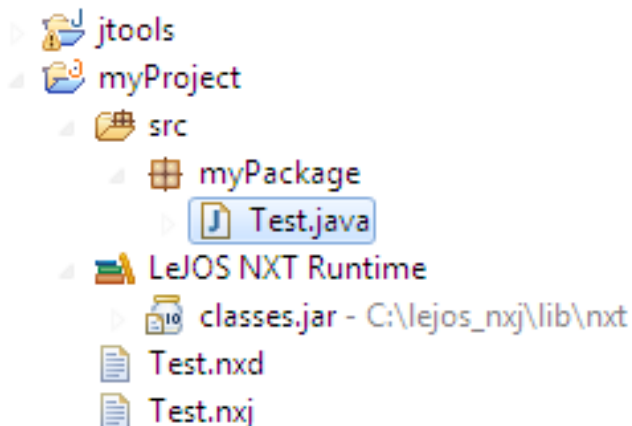 jtools
myProject
src
myPackage
Test.java
LeJOS NXT Runtime
classes.jar - C:\lejos_nxj\lib\nxt
Test.nxd
Test.nxj